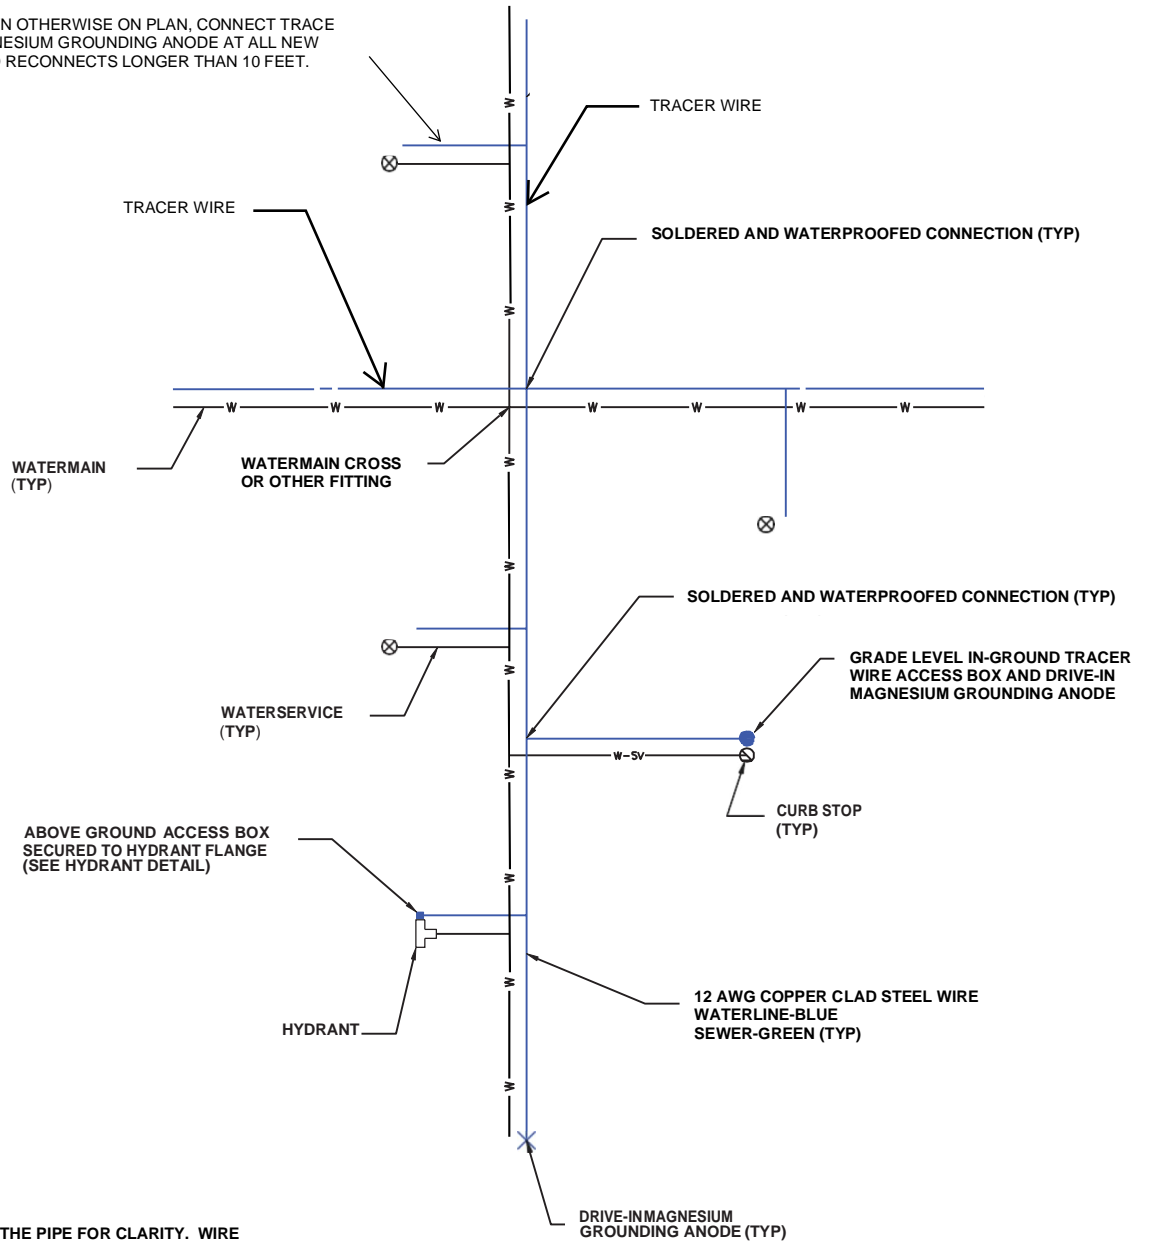 N OTHERWISE ON PLAN, CONNECT TRACE
NESIUM GROUNDING ANODE AT ALL NEW
RECONNECTS LONGER THAN 10 FEET.
W
TRACER WIRE
TRACER WIRE
W
SOLDERED AND WATERPROOFED CONNECTION (TYP)
W
W W W W W W W
WATERMAIN
(TYP)
WATERMAIN CROSS
OR OTHER FITTING
W
W
SOLDERED AND WATERPROOFED CONNECTION (TYP)
GRADE LEVEL IN-GROUND TRACER
WIRE ACCESS BOX AND DRIVE-IN
MAGNESIUM GROUNDING ANODE
W
WATERSERVICE
(TYP)
W-SV
W
CURB STOP
(TYP)
ABOVE GROUND ACCESS BOX
SECURED TO HYDRANT FLANGE
(SEE HYDRANT DETAIL)
W
W
12 AWG COPPER CLAD STEEL WIRE
WATERLINE-BLUE
SEWER-GREEN (TYP)
HYDRANT
W
DRIVE-INMAGNESIUM
GROUNDING ANODE (TYP)
THE PIPE FOR CLARITY. WIRE